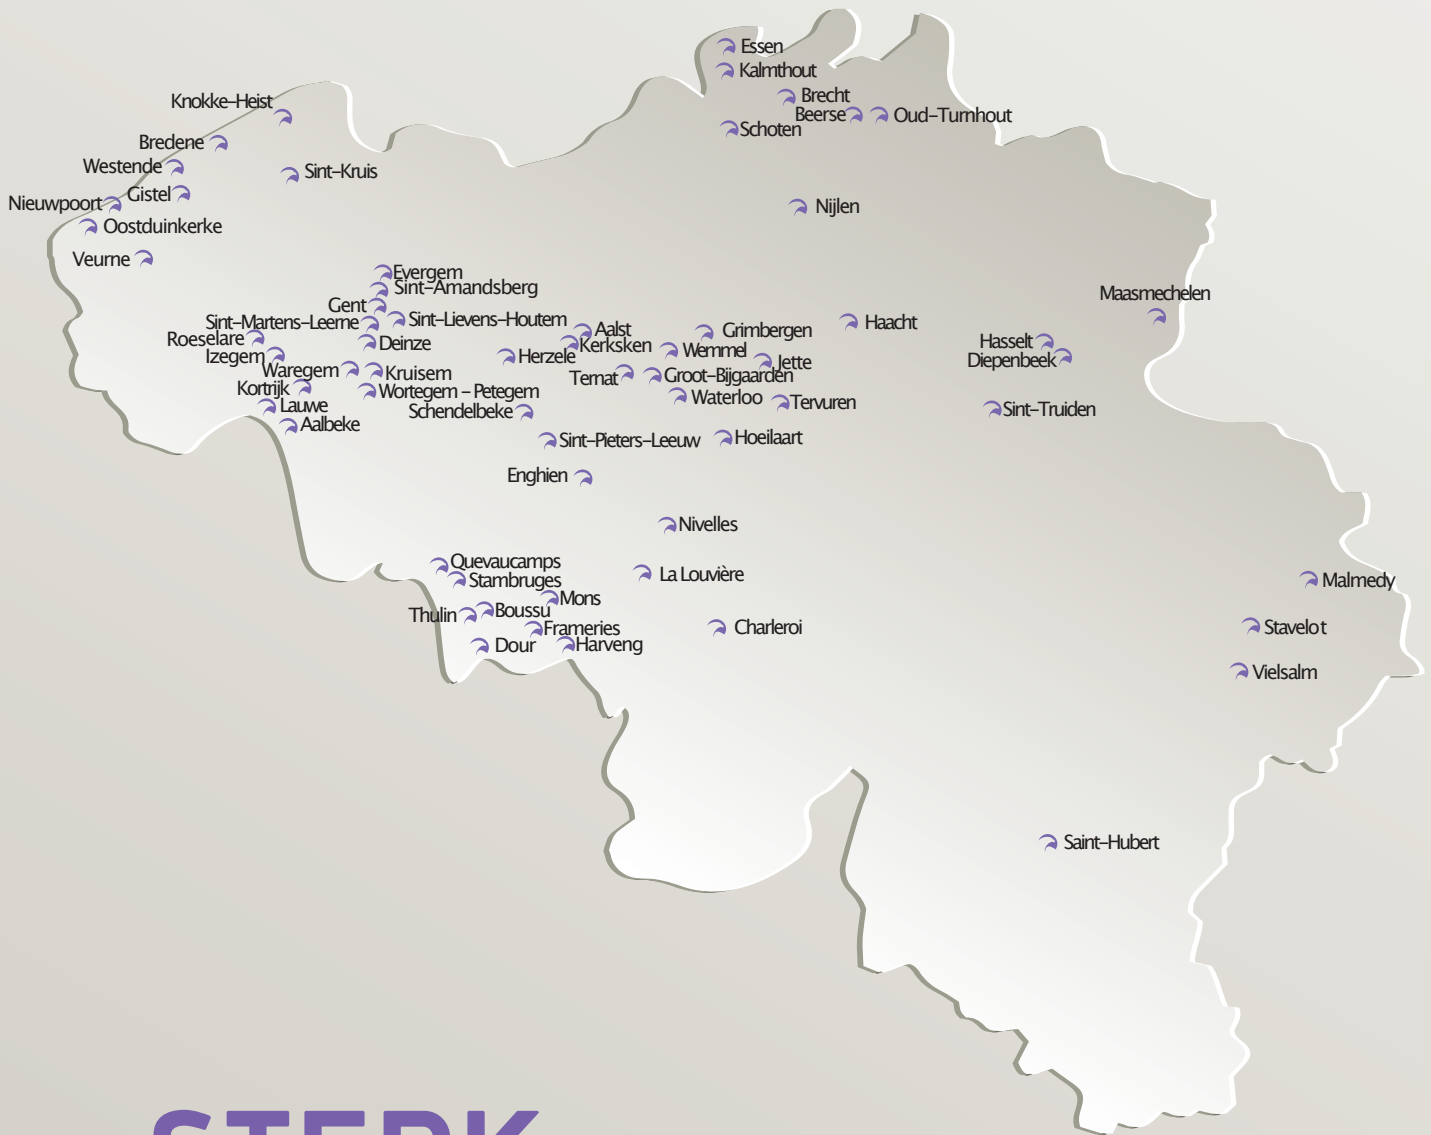 Essen
Kalmthout
Brecht
Knokke-Heist
Beerse
Oud-Turnhout
Schoten
Bredene
Westende
Sint-Kruis
Gistel
Nieuwpoort
Nijlen
Oostduinkerke
Veurne
Evergem
Sint-Amandsberg
Maasmechelen
Gent
Sint-Lievens-Houtem
Sint-Martens-Leerne
Haacht
Aalst
Grimbergen
Roeselare
Deinze
Kerksken
Hasselt
Wemmel
Izegem
Herzele
Diepenbeek
Jette
Waregem
Kruisem
Ternat
Groot-Bijgaarden
Kortrijk
Wortegem - Petegem
Waterloo
Tervuren
Lauwe
Schendelbeke
Sint-Truiden
Aalbeke
Sint-Pieters-Leeuw
Hoeilaart
Enghien
Nivelles
Quevaucamps
La Louvière
Stambruges
Malmedy
Mons
Boussu
Thulin
Frameries
Charleroi
Stavelot
Dour
Harveng
Vielsalm
Saint-Hubert
STERK